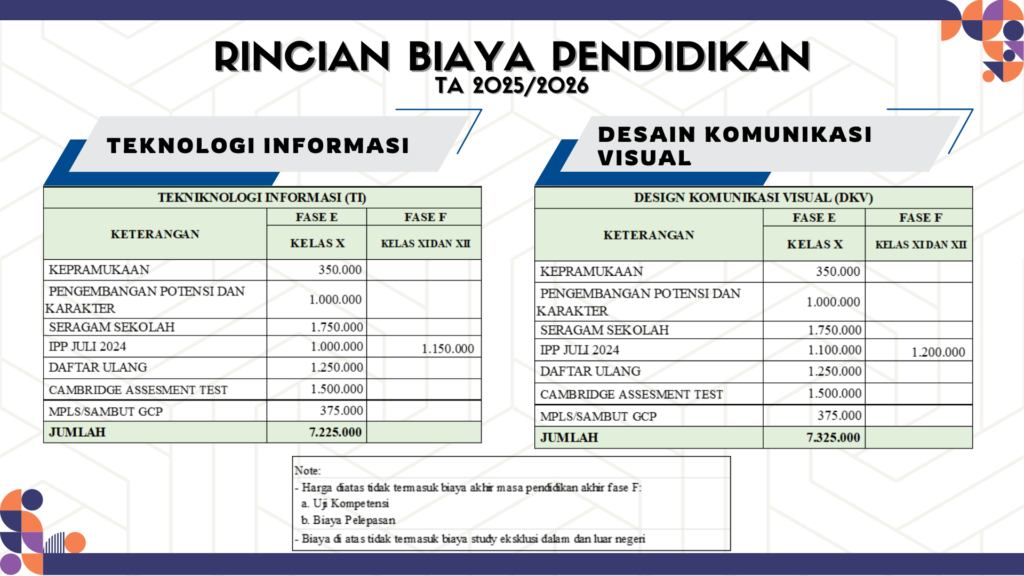 RINCIAN BIAYA PENDIDIKAN
TA 2025/2026
TEKNOLOGI INFORMASI
TEKNIKNOLOGI INFORMASI (TI)
KETERANGAN FASE E FASE F
KELAS X KELAS XI DAN XII
KEPRAMUKAAN 350.000
PENGEMBANGAN POTENSI DAN
KARAKTER 1.000.000
SERAGAM SEKOLAH 1.750.000
IPP JULI 2024 1.000.000 1.150.000
DAFTAR ULANG 1.250.000
CAMBRIDGE ASSESMENT TEST 1.500.000
MPLS/SAMBUT GCP 375.000
JUMLAH 7.225.000
DESAIN KOMUNIKASI
VISUAL
DESIGN KOMUNIKASI VISUAL (DKV)
KETERANGAN FASE E FASE F
KELAS X KELAS XI DAN XII
KEPRAMUKAAN 350.000
PENGEMBANGAN POTENSI DAN
KARAKTER 1.000.000
SERAGAM SEKOLAH 1.750.000
IPP JULI 2024 1.100.000 1.200.000
DAFTAR ULANG 1.250.000
CAMBRIDGE ASSESMENT TEST 1.500.000
MPLS/SAMBUT GCP 375.000
JUMLAH 7.325.000
Note:
- Harga diatas tidak termasuk biaya akhir masa pendidikan akhir fase F:
a. Uji Kompetensi
b. Biaya Pelepasan
- Biaya di atas tidak termasuk biaya study eksklusi dalam dan luar negeri